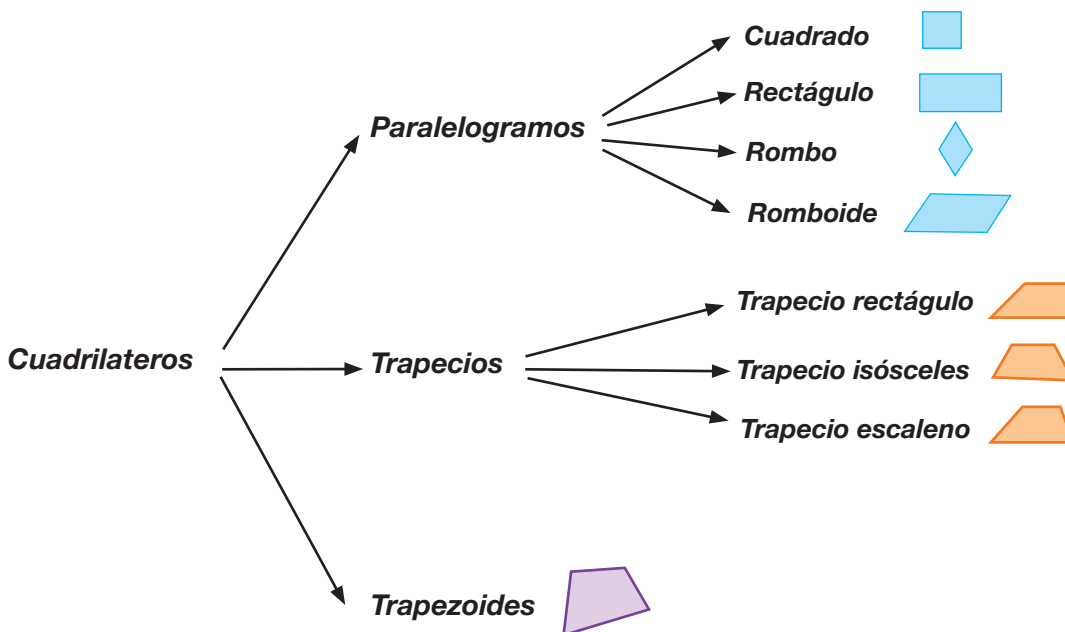 Cuadrado
Rectágulo
Paralelogramos
Rombo
Romboide
Trapecio rectágulo
Cuadrilateros
Trapecios
Trapecio isósceles
Trapecio escaleno
Trapezoides